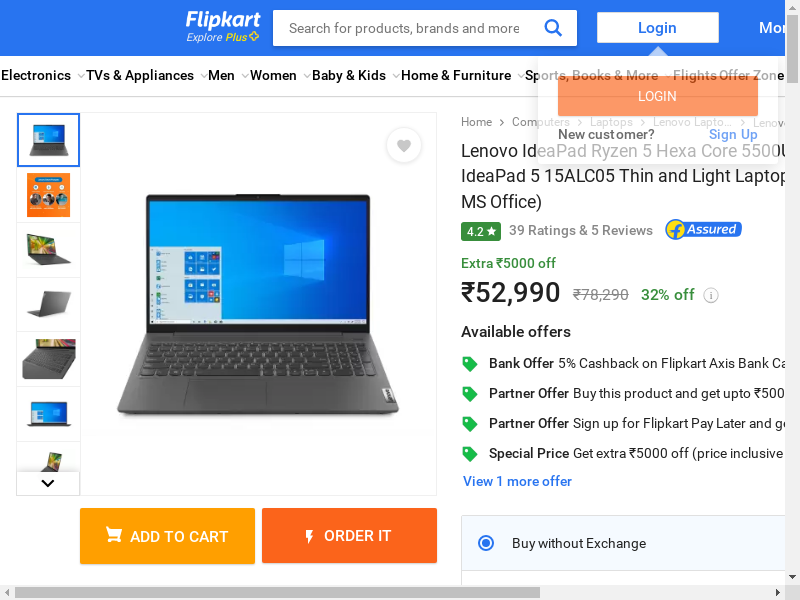 Flipkart
Explore Plus
Search for products, brands and more
Login
Mor
Electronics
TVs & Appliances
Men
Women
Baby & Kids
Home & Furniture
Sports, Books & More
Flights
Offer Zone
LOGIN
New customer?
Sign Up
Home
Computers
Laptops
Lenovo Lapto...
Lenov
Lenovo IdeaPad Ryzen 5 Hexa Core 5500U
IdeaPad 5 15ALC05 Thin and Light Laptop
MS Office)
4.2
39 Ratings & 5 Reviews
Assured
Extra ₹5000 off
₹52,990
₹78,290
32% off
Available offers
Bank Offer 5% Cashback on Flipkart Axis Bank Ca
Partner Offer Buy this product and get upto ₹500
Partner Offer Sign up for Flipkart Pay Later and ge
Special Price Get extra ₹5000 off (price inclusive
View 1 more offer
ADD TO CART
ORDER IT
Buy without Exchange